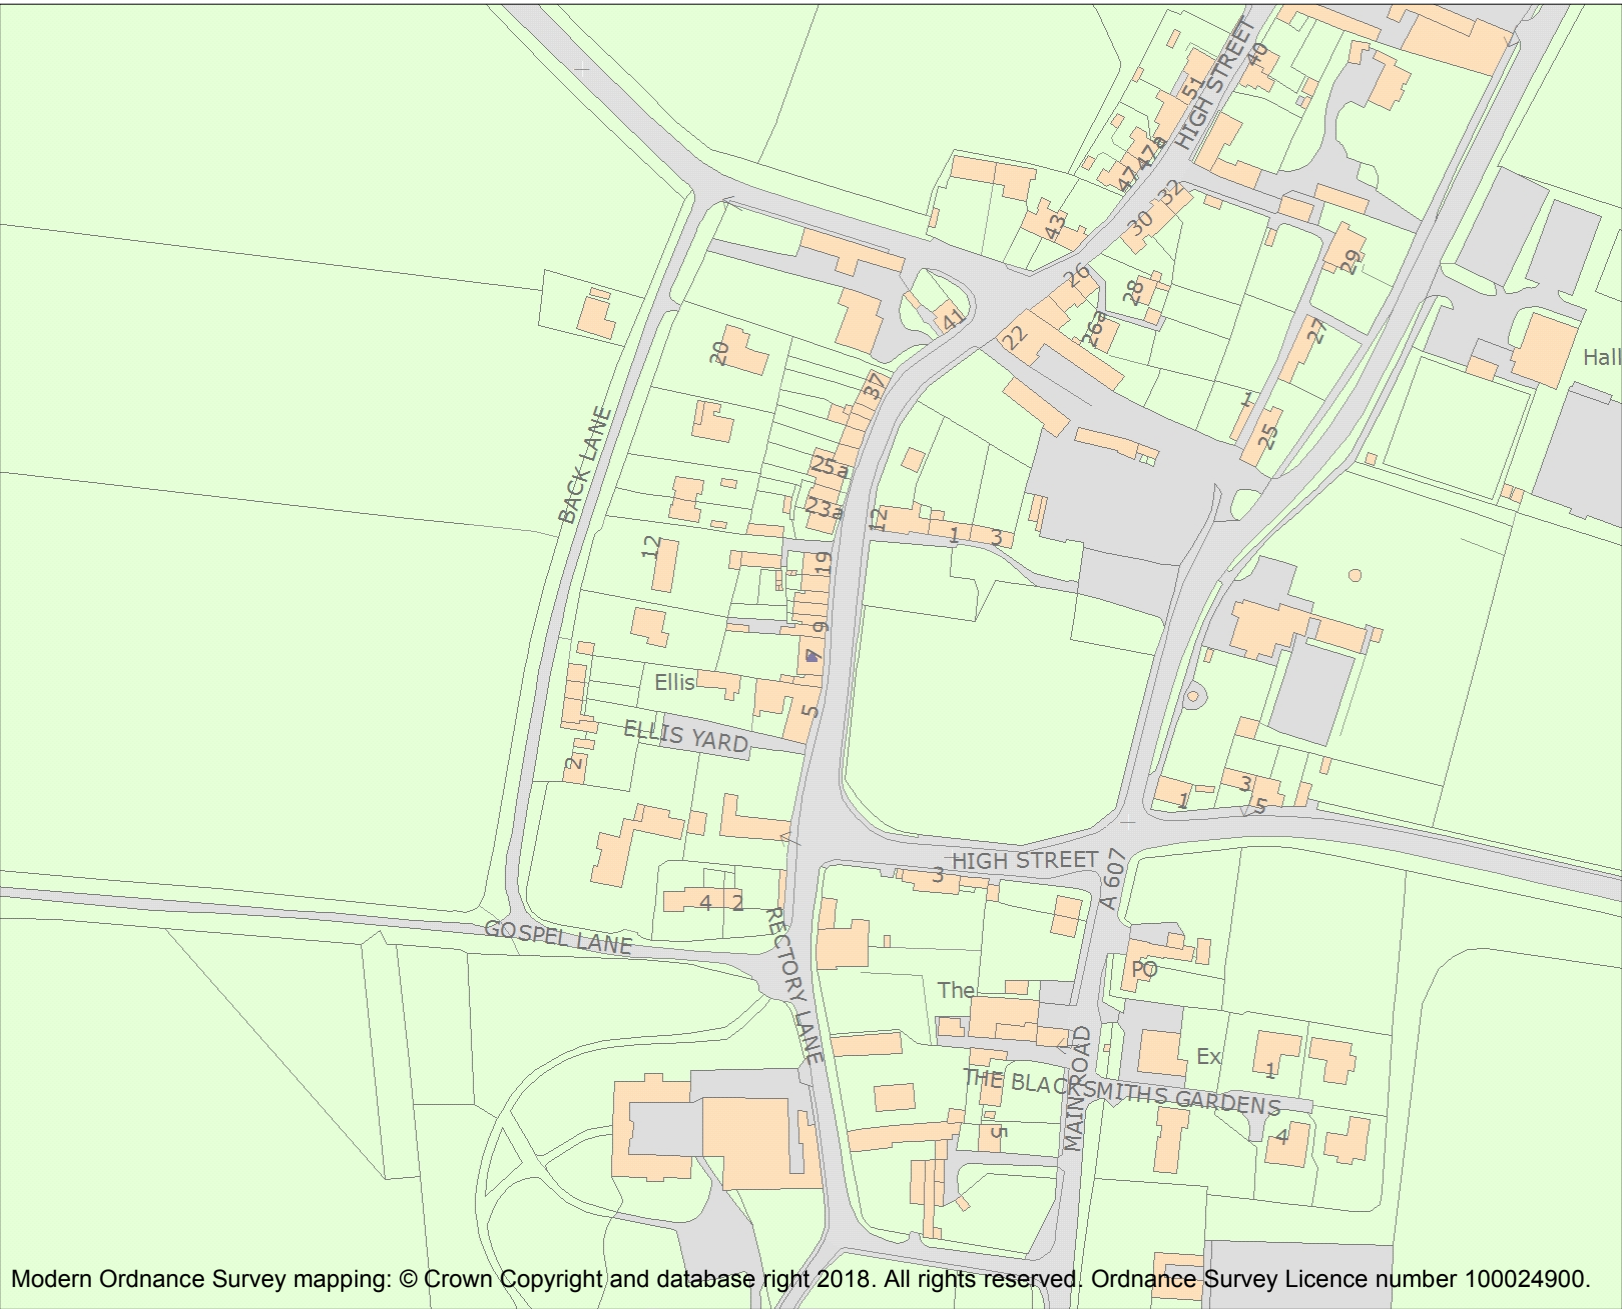 HIGH STREET
40
51
47a
47
32
30
43
29
26
28
26a
41
22
27
20
Hall
37
1
25
BACK LANE
25a
23a
12
1
3
12
19
9
7
Ellis
5
ELLIS YARD
2
3
1
5
HIGH STREET
3
A 607
4
2
RECTORY LANE
GOSPEL LANE
PO
The
Ex
1
MAIN ROAD
THE BLACKSMITHS GARDENS
5
4
Modern Ordnance Survey mapping: © Crown Copyright and database right 2018. All rights reserved. Ordnance Survey Licence number 100024900.